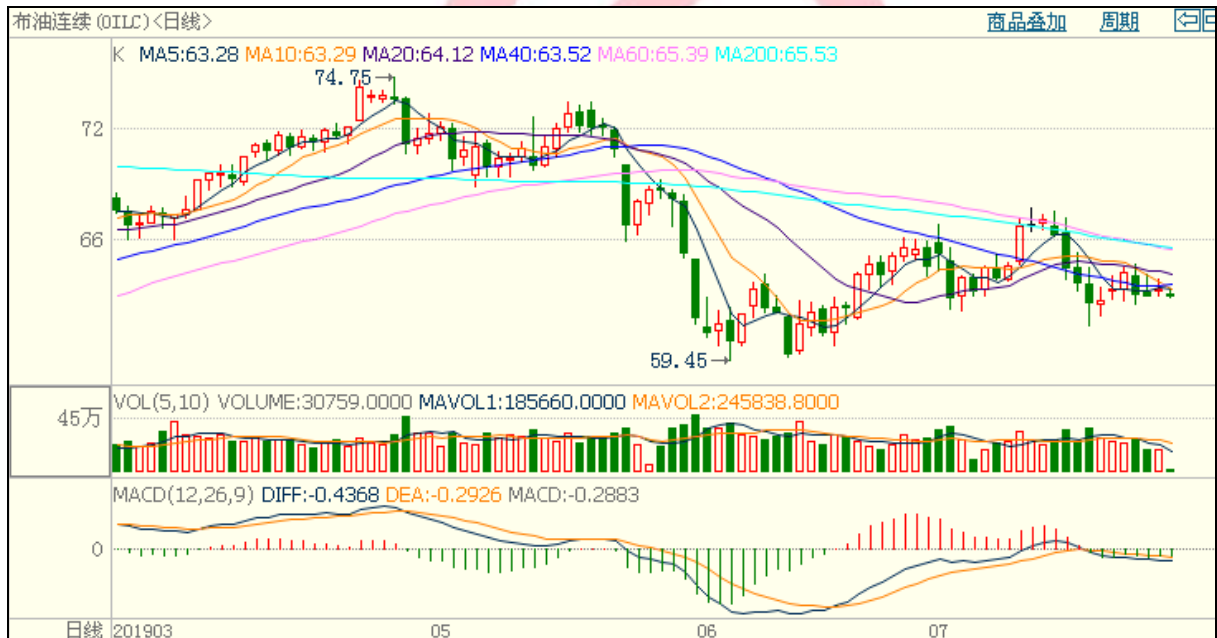 布油连续(OILC)<日线> 商品叠加 周期
K MA5:63.28 MA10:63.29 MA20:64.12 MA40:63.52 MA60:65.39 MA200:65.53
74.75
72
66
59.45
VOL(5,10) VOLUME:30759.0000 MAVOL1:185660.0000 MAVOL2:245838.8000
45万
MACD(12,26,9) DIFF:-0.4368 DEA:-0.2926 MACD:-0.2883
0
日线 201903 05 06 07